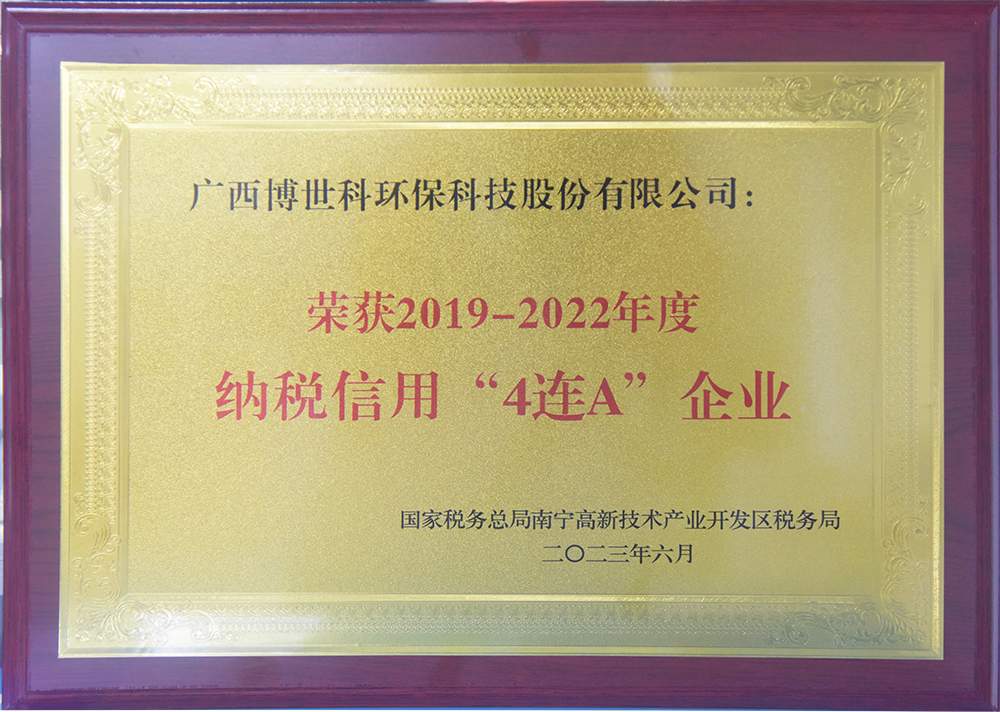 广西博世科环保科技股份有限公司：
荣获2019-2022年度
纳税信用“4连A”企业
国家税务总局南宁高新技术产业开发区税务局
二〇二三年六月